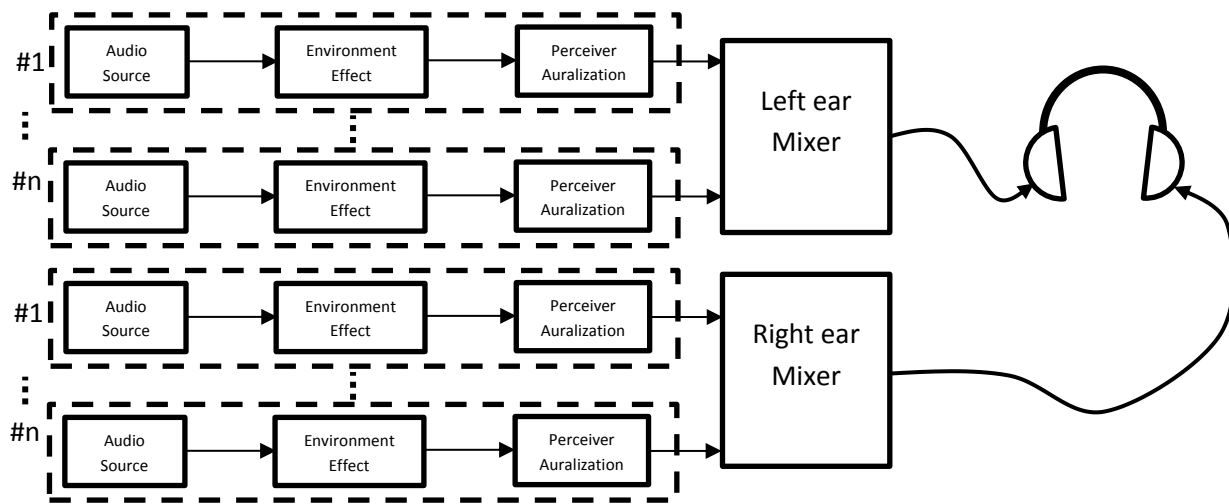 #1
Audio
Source
Environment
Effect
Perceiver
Auralization
#n
Audio
Source
Environment
Effect
Perceiver
Auralization
Left ear
Mixer
#1
Audio
Source
Environment
Effect
Perceiver
Auralization
#n
Audio
Source
Environment
Effect
Perceiver
Auralization
Right ear
Mixer